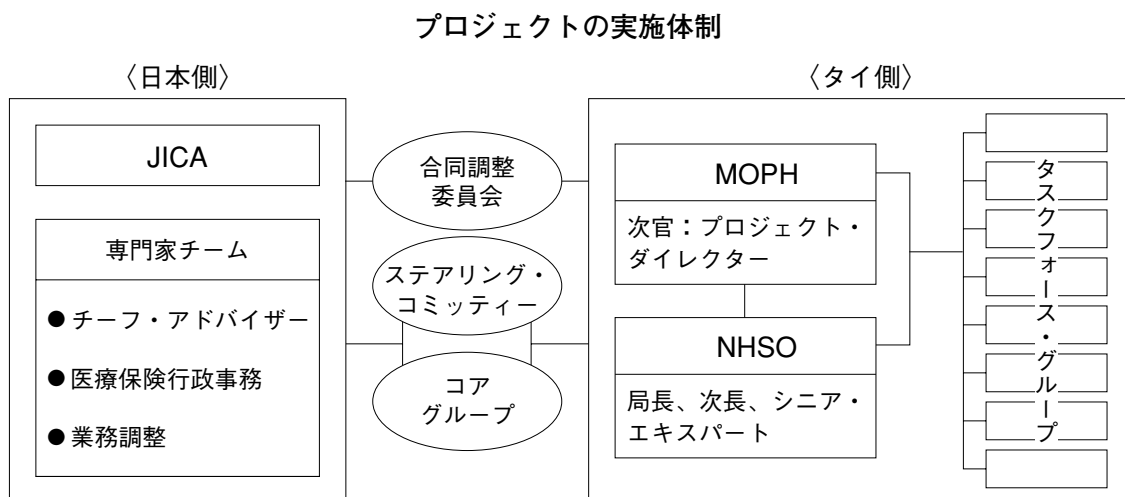 プロジェクトの実施体制
〈日本側〉
〈タイ側〉
JICA
専門家チーム
●チーフ・アドバイザー
●医療保険行政事務
●業務調整
合同調整
委員会
ステアリング・
コミッティー
コア
グループ
MOPH
次官：プロジェクト・
ダイレクター
NHSO
局長、次長、シニア・
エキスパート
タスクフォース・グループ